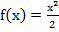 f(x) = x²/2